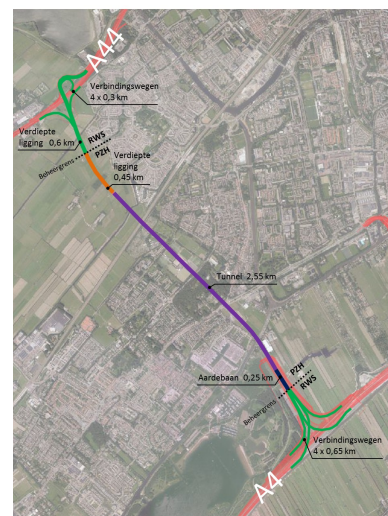 A44
Verbindingswegen
4 x 0,3 km
Verdiepte
ligging 0,6 km
RWS
Beheergrens
PZH
Verdiepte
ligging
0,45 km
Tunnel 2,55 km
Aardebaan 0,25 km
PZH
Beheergrens
RWS
Verbindingswegen
4 x 0,65 km
A4